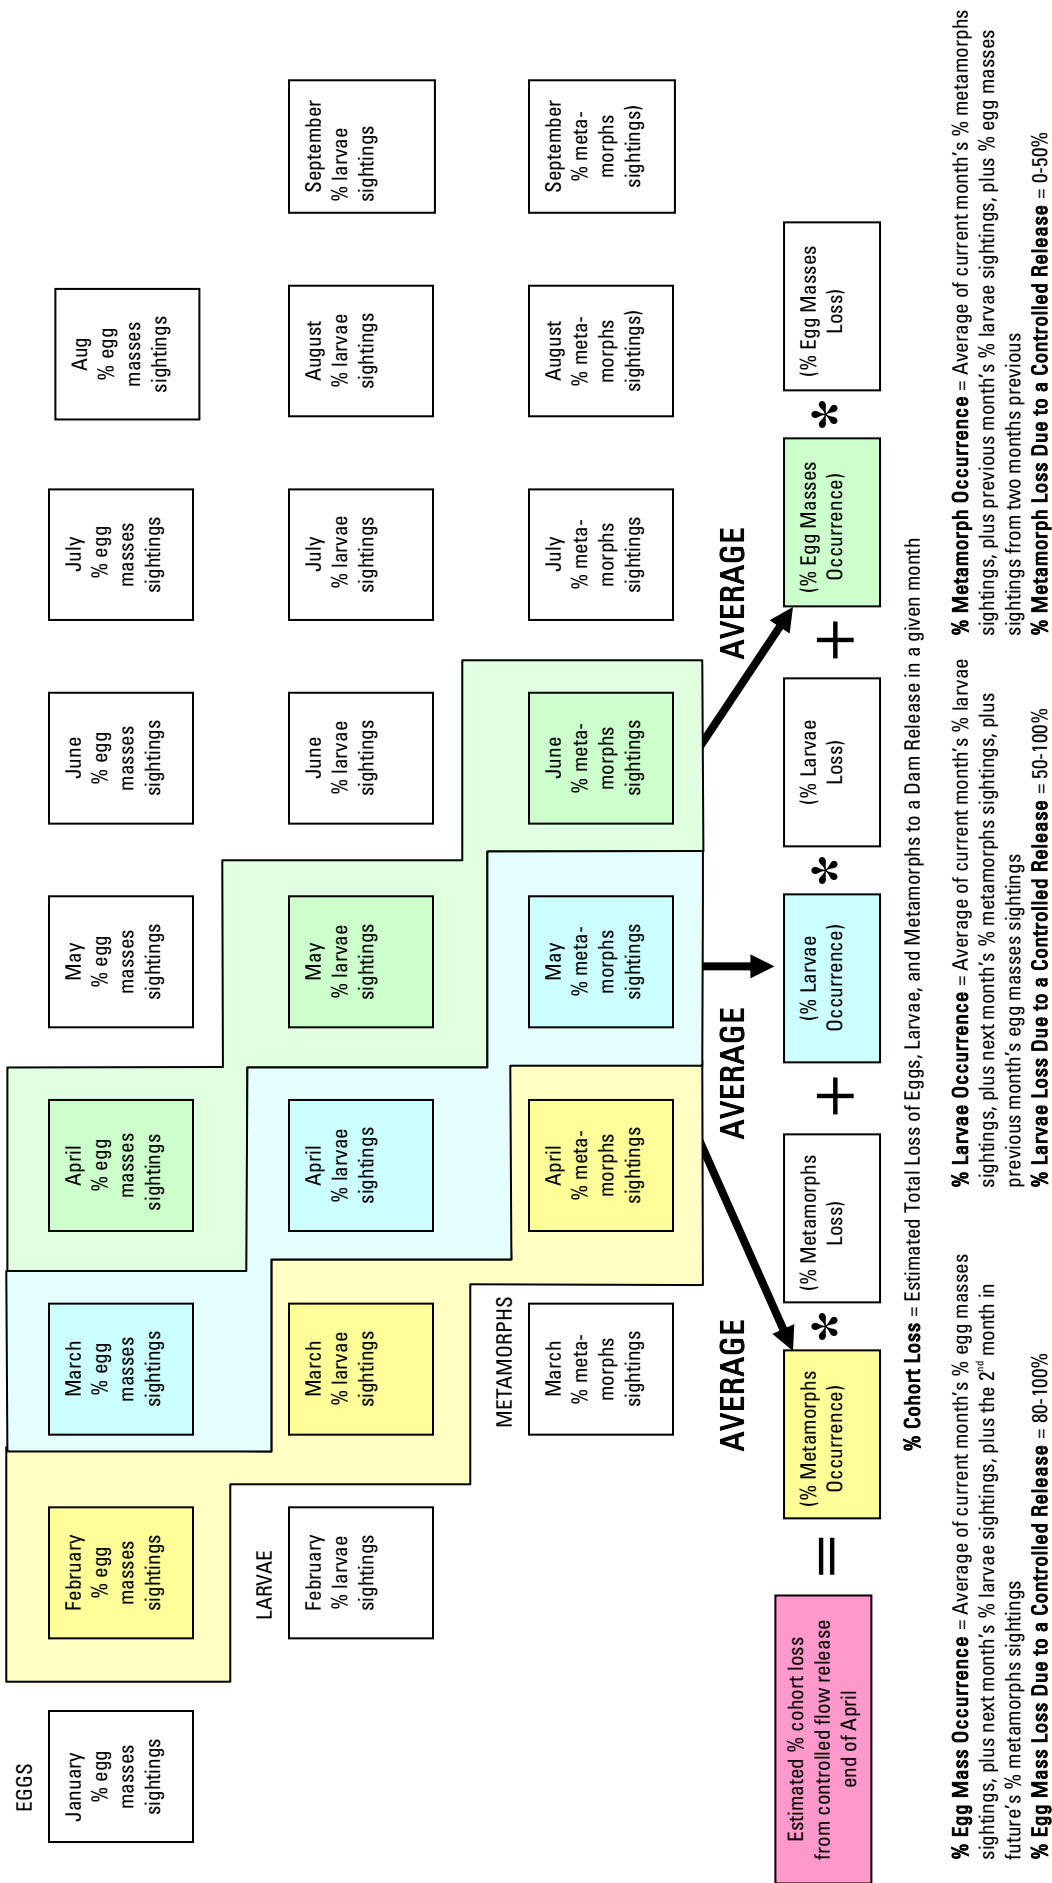 EGGS
January
% egg
masses
sightings
February
% egg
masses
sightings
March
% egg
masses
sightings
April
% egg
masses
sightings
May
% egg
masses
sightings
June
% egg
masses
sightings
July
% egg
masses
sightings
Aug
% egg
masses
sightings
LARVAE
February
% larvae
sightings
March
% larvae
sightings
April
% larvae
sightings
May
% larvae
sightings
June
% larvae
sightings
July
% larvae
sightings
August
% larvae
sightings
September
% larvae
sightings
METAMORPHS
March
% meta-
morphs
sightings
April
% meta-
morphs
sightings
May
% meta-
morphs
sightings
June
% meta-
morphs
sightings
July
% meta-
morphs
sightings
August
% meta-
morphs
sightings)
September
% meta-
morphs
sightings)
AVERAGE
AVERAGE
AVERAGE
Estimated % cohort loss
from controlled flow release
end of April
=
(% Metamorphs
Occurrence)
*
(% Metamorphs
Loss)
+
(% Larvae
Occurrence)
*
(% Larvae
Loss)
+
(% Egg Masses
Occurrence)
*
(% Egg Masses
Loss)
% Cohort Loss = Estimated Total Loss of Eggs, Larvae, and Metamorphs to a Dam Release in a given month
% Egg Mass Occurrence = Average of current month's % egg masses
sightings, plus next month's % larvae sightings, plus the 2nd month in
future's % metamorphs sightings
% Egg Mass Loss Due to a Controlled Release = 80-100%
% Larvae Occurrence = Average of current month's % larvae
sightings, plus next month's % metamorphs sightings, plus
previous month's egg masses sightings
% Larvae Loss Due to a Controlled Release = 50-100%
% Metamorph Occurrence = Average of current month's % metamorphs
sightings, plus previous month's % larvae sightings, plus % egg masses
sightings from two months previous
% Metamorph Loss Due to a Controlled Release = 0-50%